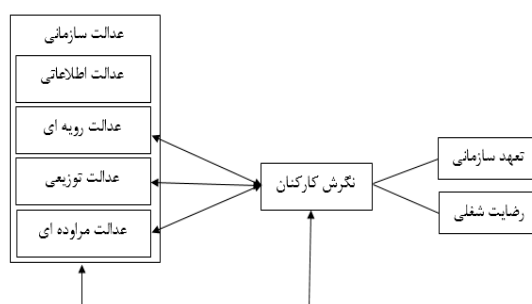 عدالت سازمانی
عدالت اطلاعاتی
عدالت رویه ای
عدالت توزیعی
عدالت مراوده ای
نگرش کارکنان
تعهد سازمانی
رضایت شغلی